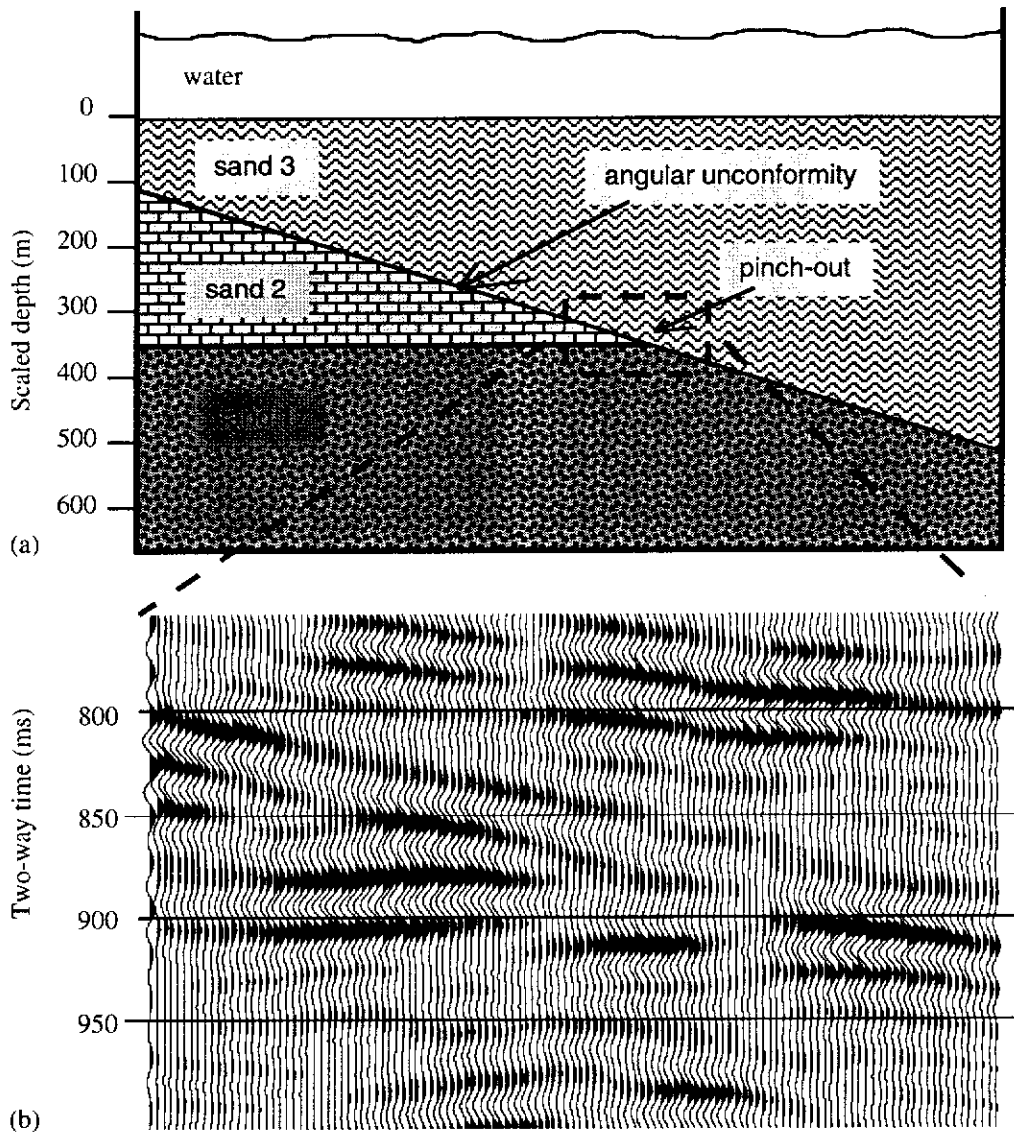 water
0
sand 3
100
angular unconformity
200
pinch-out
sand 2
300
400
500
600
Scaled depth (m)
(a)
800
850
900
950
Two-way time (ms)
(b)